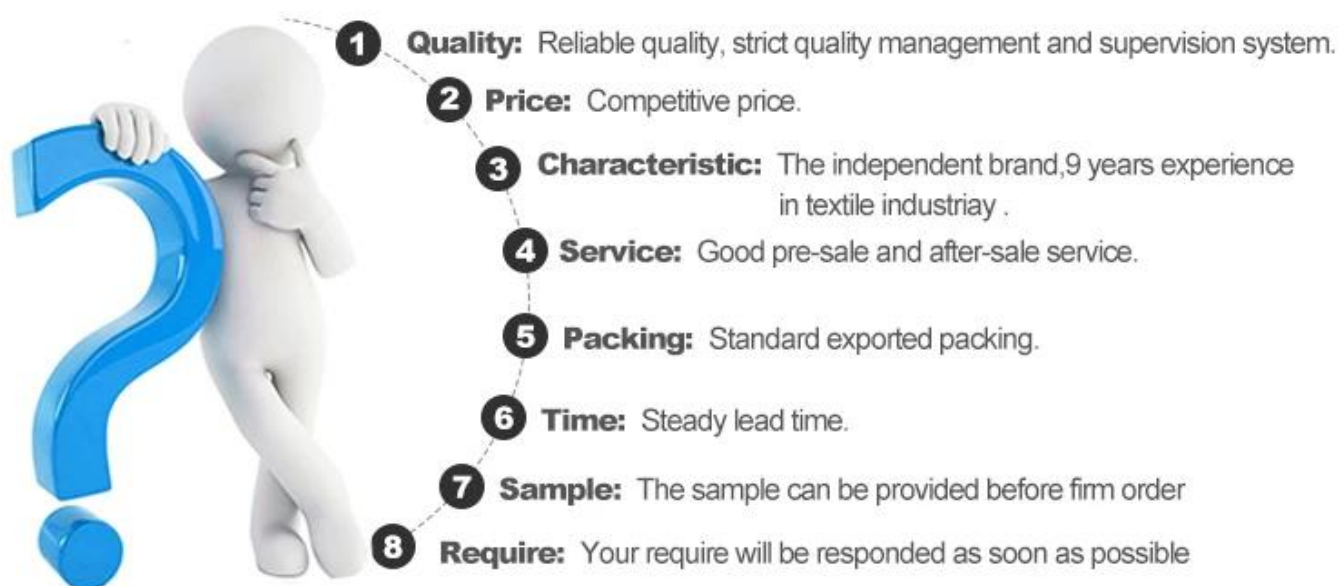 1 Quality: Reliable quality, strict quality management and supervision system.
2 Price: Competitive price.
3 Characteristic: The independent brand,9 years experience
in textile industriay .
4 Service: Good pre-sale and after-sale service.
5 Packing: Standard exported packing.
6 Time: Steady lead time.
7 Sample: The sample can be provided before firm order
8 Require: Your require will be responded as soon as possible